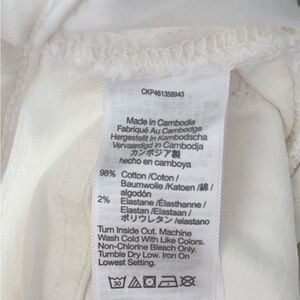 CKP461358943
Made In Cambodia
Fabriqué Au Cambodge
Hergestellt In Kambodscha
Vervaardigd In Cambodja
カンボジア製
hecho en camboya
98% Cotton /Coton /
Baumwolle /Katoen /綿 /
algodón
2% Elastane /Élasthanne /
Elastan /Elastaan /
ポリウレタン /elastano
Turn Inside Out. Machine
Wash Cold With Like Colors.
Non-Chlorine Bleach Only.
Tumble Dry Low. Iron On
Lowest Setting.
30